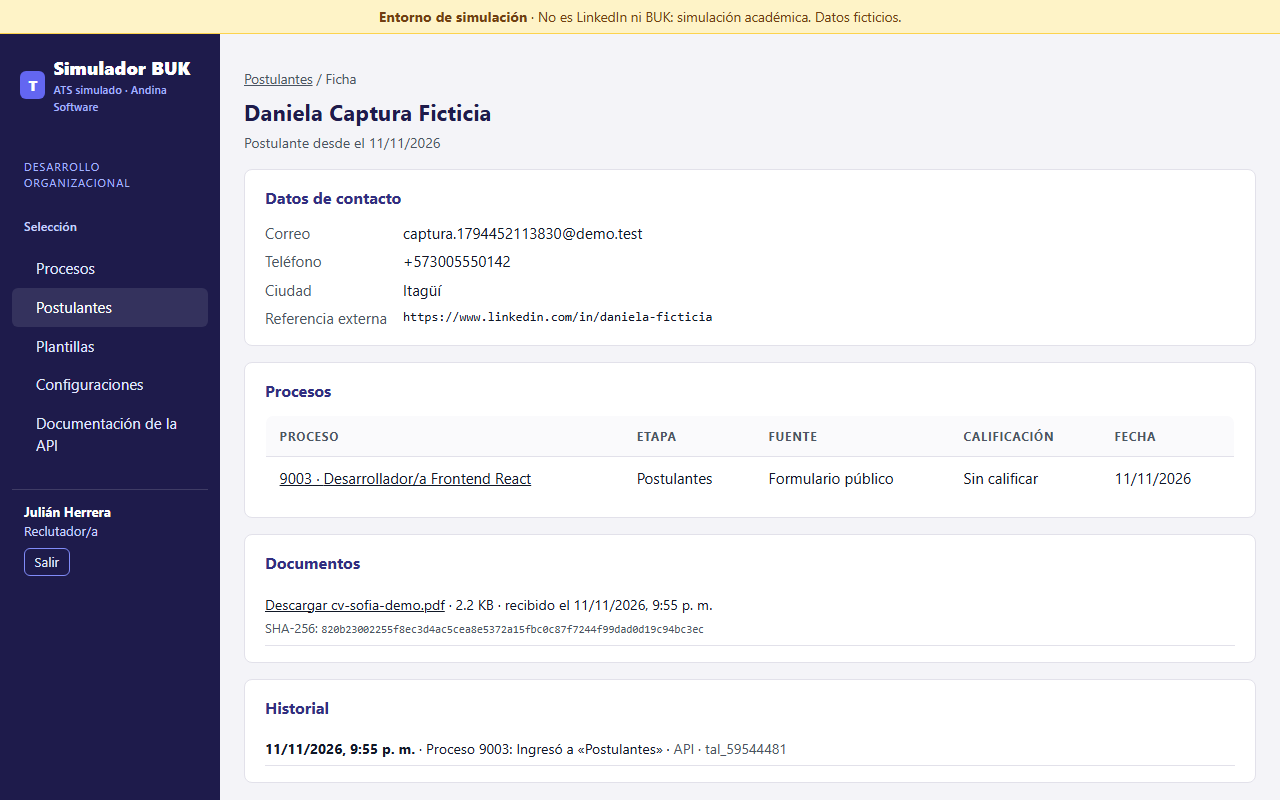 Entorno de simulación · No es LinkedIn ni BUK: simulación académica. Datos ficticios.
T
Simulador BUK
ATS simulado · Andina
Software
DESARROLLO
ORGANIZACIONAL
Selección
Procesos
Postulantes
Plantillas
Configuraciones
Documentación de la
API
Julián Herrera
Reclutador/a
Salir
Postulantes / Ficha
Daniela Captura Ficticia
Postulante desde el 11/11/2026
Datos de contacto
Correo captura.1794452113830@demo.test
Teléfono +573005550142
Ciudad Itagüí
Referencia externa https://www.linkedin.com/in/daniela-ficticia
Procesos
PROCESO ETAPA FUENTE CALIFICACIÓN FECHA
9003 · Desarrollador/a Frontend React Postulantes Formulario público Sin calificar 11/11/2026
Documentos
Descargar cv-sofia-demo.pdf · 2.2 KB · recibido el 11/11/2026, 9:55 p. m.
SHA-256: 820b23002255f8ec3d4ac5cea8e5372a15fbc0c87f7244f99dad0d19c94bc3ec
Historial
11/11/2026, 9:55 p. m. · Proceso 9003: Ingresó a «Postulantes» · API · tal_59544481